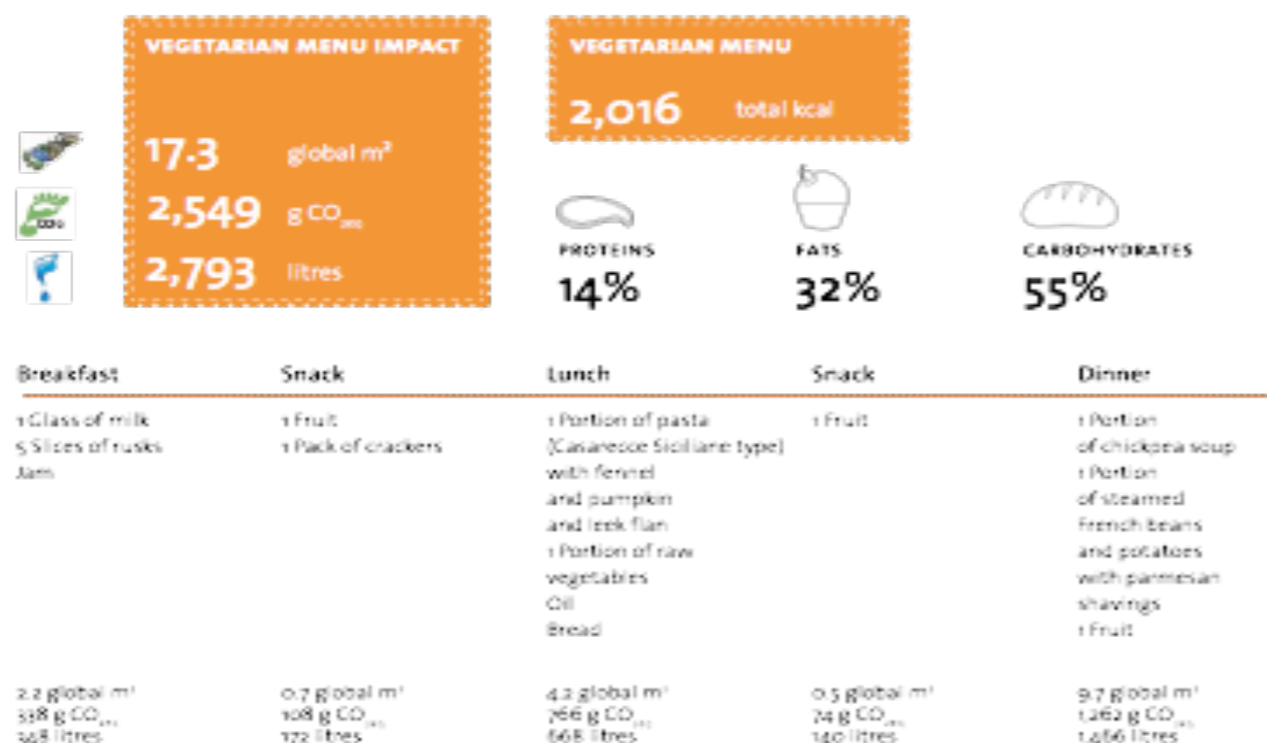 VEGETARIAN MENU IMPACT
17.3 global m²
2,549 g CO₂eq
2,793 litres
VEGETARIAN MENU
2,016 total kcal
PROTEINS
14%
FATS
32%
CARBOHYDRATES
55%
Breakfast
1 Glass of milk
5 Slices of rusks
Jam
2.2 global m²
338 g CO₂eq
348 litres
Snack
1 Fruit
1 Pack of crackers
0.7 global m²
108 g CO₂eq
172 litres
Lunch
1 Portion of pasta
(Casarecce Siciliane type)
with fennel
and pumpkin
and leek flan
1 Portion of raw
vegetables
Oil
Bread
4.2 global m²
766 g CO₂eq
668 litres
Snack
1 Fruit
0.5 global m²
74 g CO₂eq
140 litres
Dinner
1 Portion
of chickpea soup
1 Portion
of steamed
French beans
and potatoes
with parmesan
shavings
1 Fruit
9.7 global m²
1,262 g CO₂eq
1,466 litres